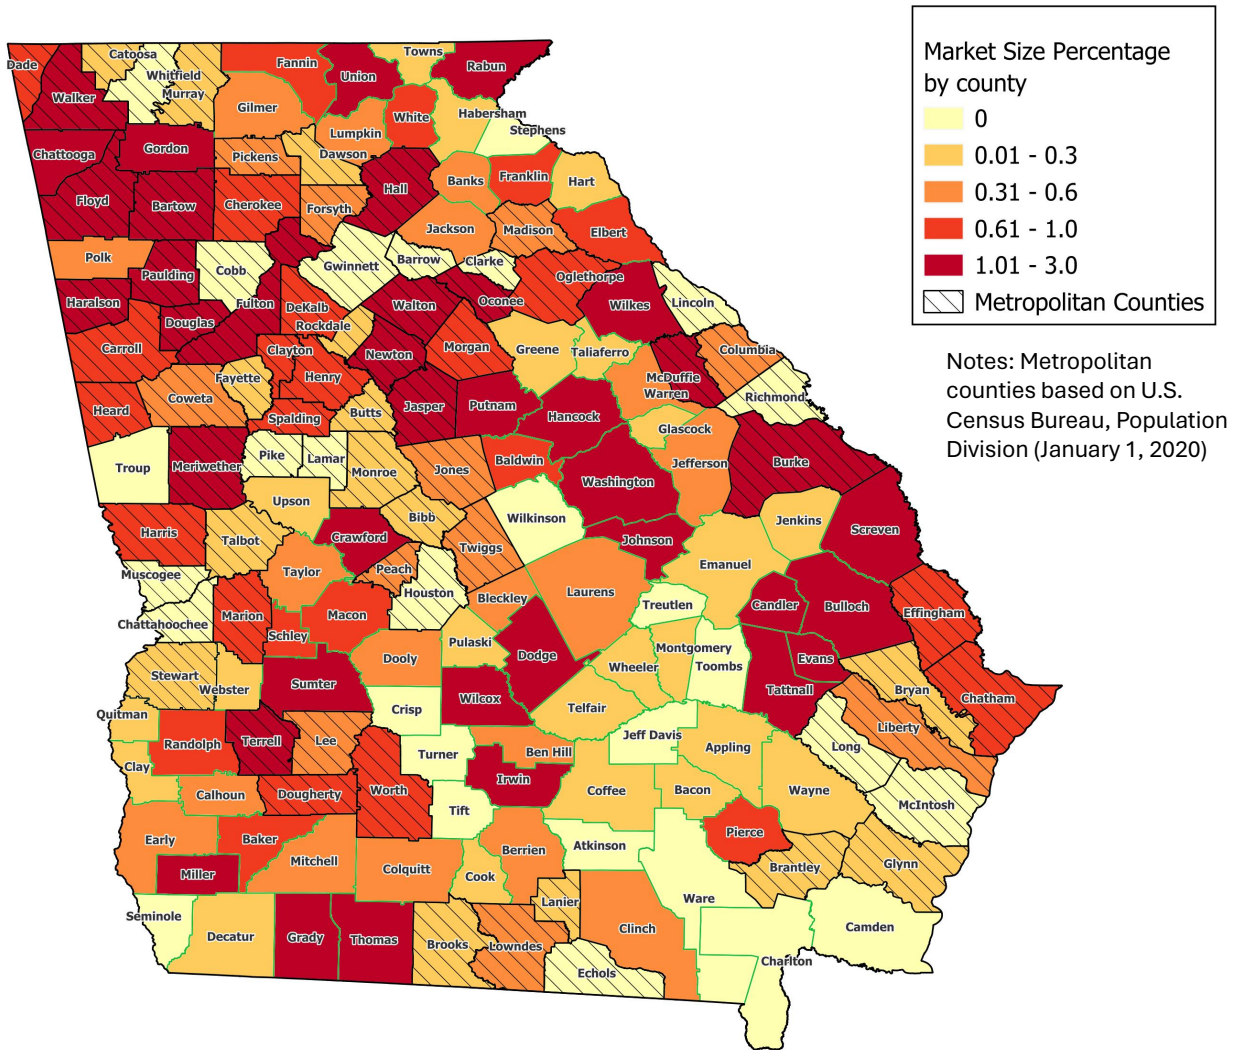 Market Size Percentage
by county
0
0.01 - 0.3
0.31 - 0.6
0.61 - 1.0
1.01 - 3.0
Metropolitan Counties
Notes: Metropolitan
counties based on U.S.
Census Bureau, Population
Division (January 1, 2020)
Dade
Catoosa
Whitfield
Murray
Walker
Fannin
Union
Towns
Rabun
Gilmer
Lumpkin
White
Habersham
Stephens
Chattooga
Gordon
Pickens
Dawson
Hall
Banks
Franklin
Hart
Floyd
Bartow
Cherokee
Forsyth
Jackson
Madison
Elbert
Polk
Paulding
Cobb
Gwinnett
Barrow
Clarke
Oglethorpe
Haralson
Douglas
Fulton
DeKalb
Rockdale
Walton
Oconee
Wilkes
Lincoln
Carroll
Clayton
Henry
Newton
Morgan
Greene
Taliaferro
Columbia
McDuffie
Warren
Richmond
Heard
Coweta
Fayette
Spalding
Butts
Jasper
Putnam
Hancock
Glascock
Troup
Meriwether
Pike
Lamar
Monroe
Jones
Baldwin
Washington
Jefferson
Burke
Upson
Bibb
Wilkinson
Jenkins
Screven
Harris
Talbot
Crawford
Twiggs
Johnson
Emanuel
Muscogee
Taylor
Peach
Houston
Bleckley
Laurens
Treutlen
Candler
Bulloch
Effingham
Chattahoochee
Marion
Schley
Macon
Pulaski
Dodge
Wheeler
Montgomery
Toombs
Evans
Tattnall
Stewart
Webster
Sumter
Dooly
Wilcox
Telfair
Bryan
Chatham
Quitman
Randolph
Terrell
Lee
Crisp
Turner
Ben Hill
Jeff Davis
Appling
Long
Liberty
Clay
Calhoun
Dougherty
Worth
Tift
Irwin
Coffee
Bacon
Wayne
McIntosh
Early
Baker
Mitchell
Colquitt
Berrien
Atkinson
Pierce
Miller
Cook
Lanier
Ware
Brantley
Glynn
Seminole
Decatur
Grady
Thomas
Brooks
Lowndes
Clinch
Echols
Charlton
Camden